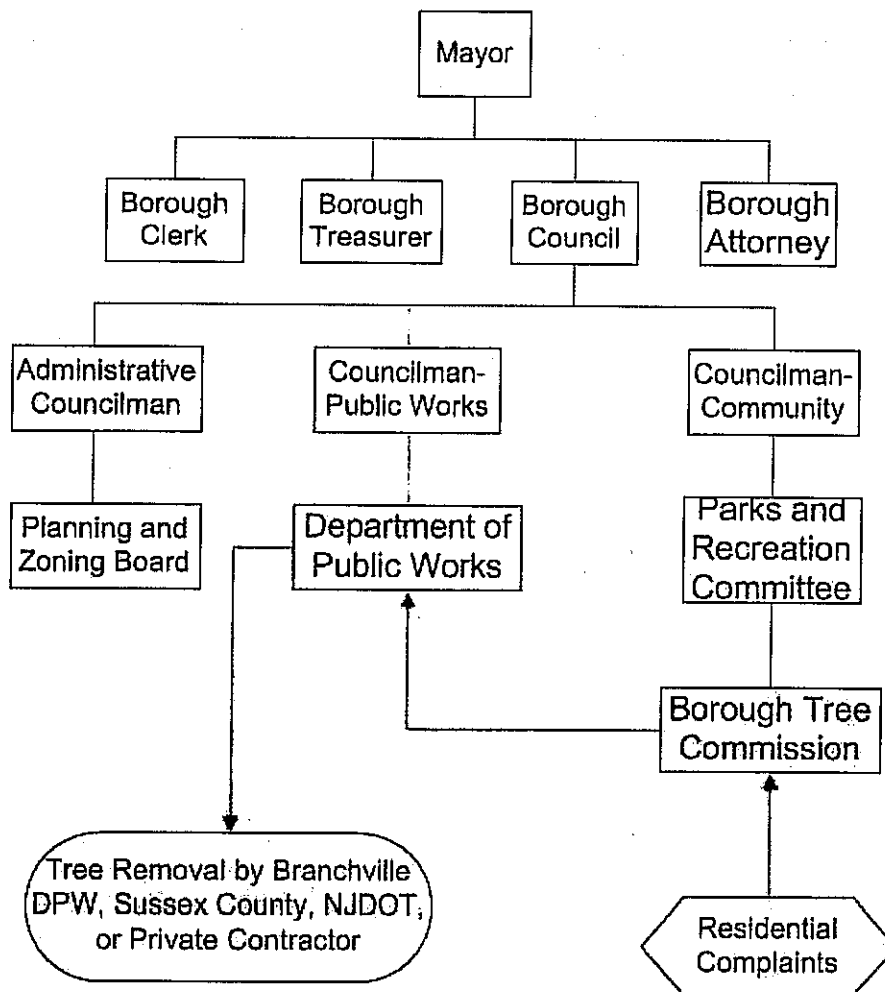 Mayor
Borough
Clerk
Borough
Treasurer
Borough
Council
Borough
Attorney
Administrative
Councilman
Councilman-
Public Works
Councilman-
Community
Planning and
Zoning Board
Department of
Public Works
Parks and
Recreation
Committee
Borough Tree
Commission
Tree Removal by Branchville
DPW, Sussex County, NJDOT,
or Private Contractor
Residential
Complaints